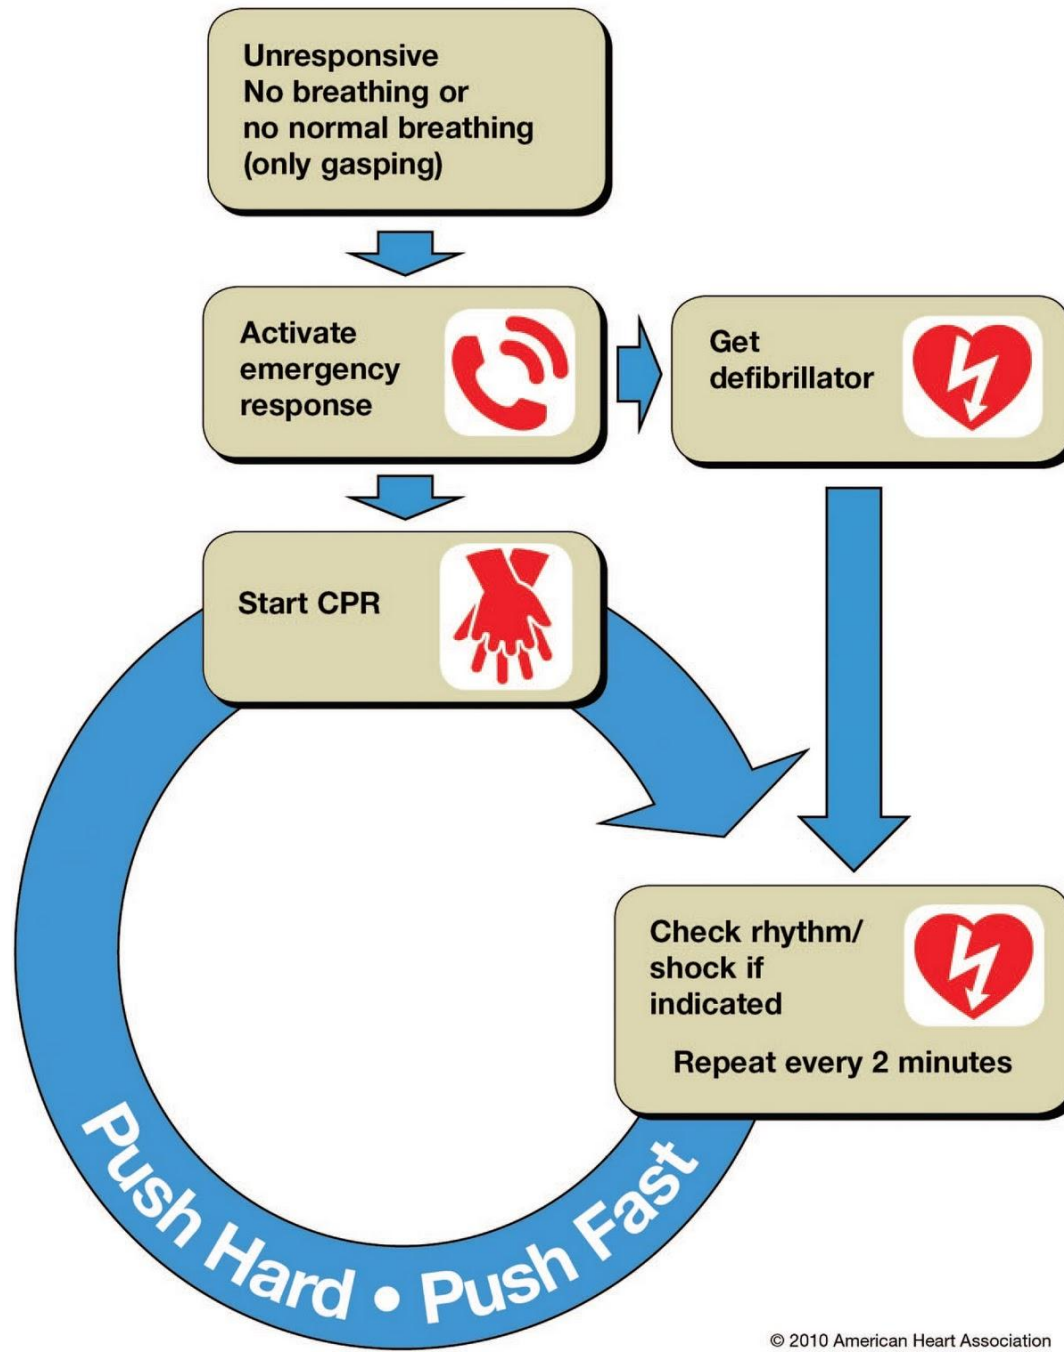 Unresponsive
No breathing or
no normal breathing
(only gasping)
Activate
emergency
response
Get
defibrillator
Start CPR
Check rhythm/
shock if
indicated
Repeat every 2 minutes
Push Hard • Push Fast
© 2010 American Heart Association